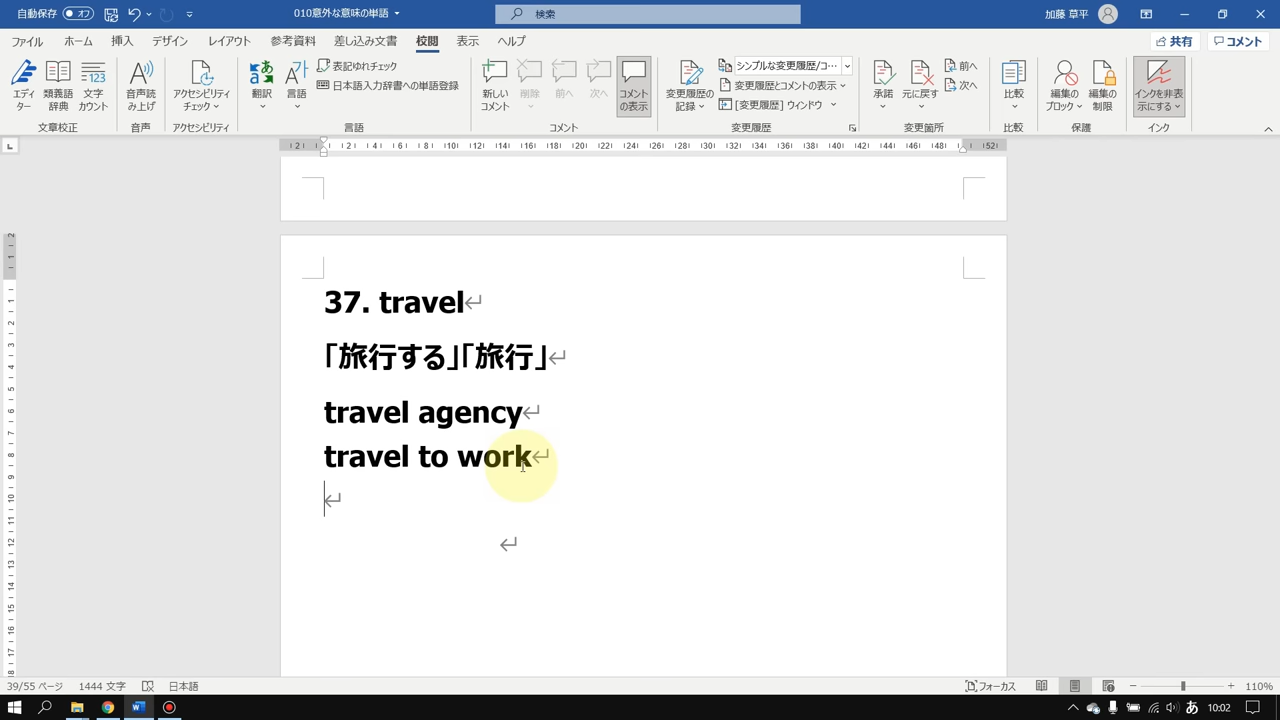 自動保存 オフ 010意外な意味の単語 検索 加藤 草平
ファイル ホーム 挿入 デザイン レイアウト 参考資料 差し込み文書 校閲 表示 ヘルプ 共有 コメント
エディター 類義語辞典 文字カウント 音声読み上げ アクセシビリティチェック 翻訳 言語 表記ゆれチェック 日本語入力辞書への単語登録 新しいコメント 削除 前へ 次へ コメントの表示 変更履歴の記録 シンプルな変更履歴/コ… 変更履歴とコメントの表示 [変更履歴] ウィンドウ 承諾 元に戻す 前へ 次へ 比較 編集のブロック 編集の制限 インクを非表示にする
文章校正 音声 アクセシビリティ 言語 コメント 変更履歴 変更箇所 比較 保護 インク
37. travel
「旅行する」「旅行」
travel agency
travel to work
39/55 ページ 1444 文字 日本語 フォーカス 110%
あ 10:02